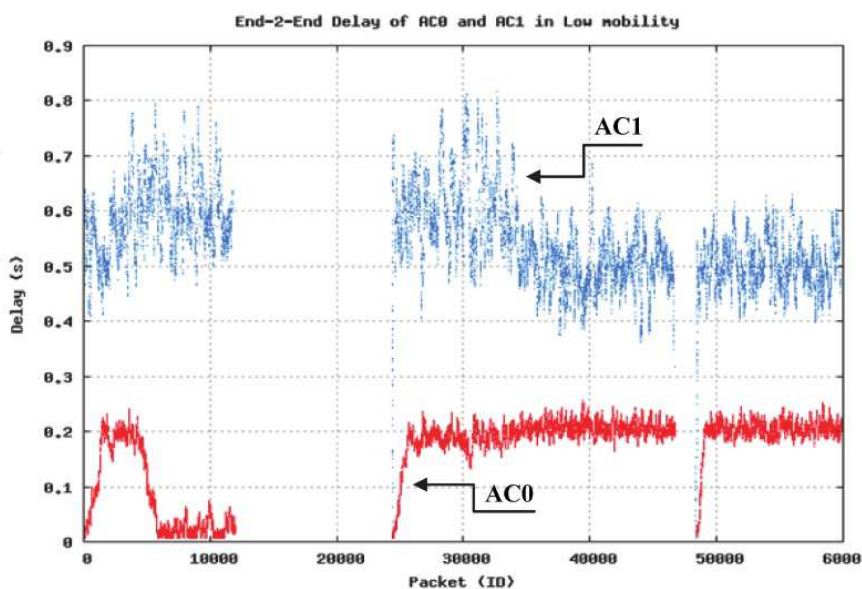 End-2-End Delay of AC0 and AC1 in Low mobility
0.9
0.8
0.7
0.6
0.5
0.4
0.3
0.2
0.1
0
Delay (s)
AC1
AC0
0 10000 20000 30000 40000 50000 6000
Packet (ID)